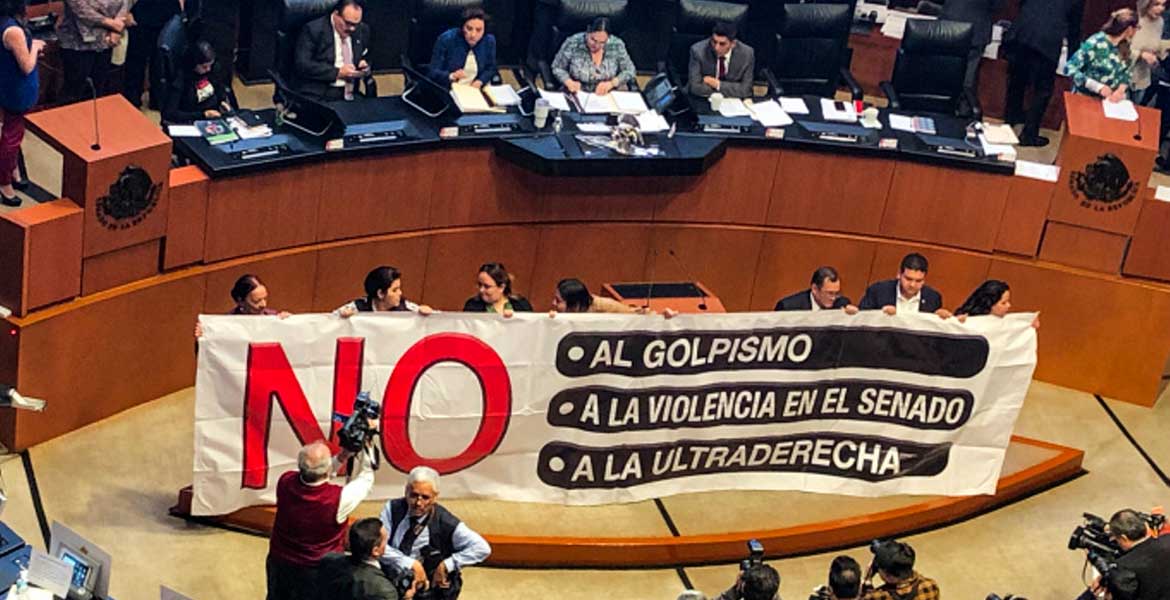 NO
• AL GOLPISMO
• A LA VIOLENCIA EN EL SENADO
• A LA ULTRADERECHA